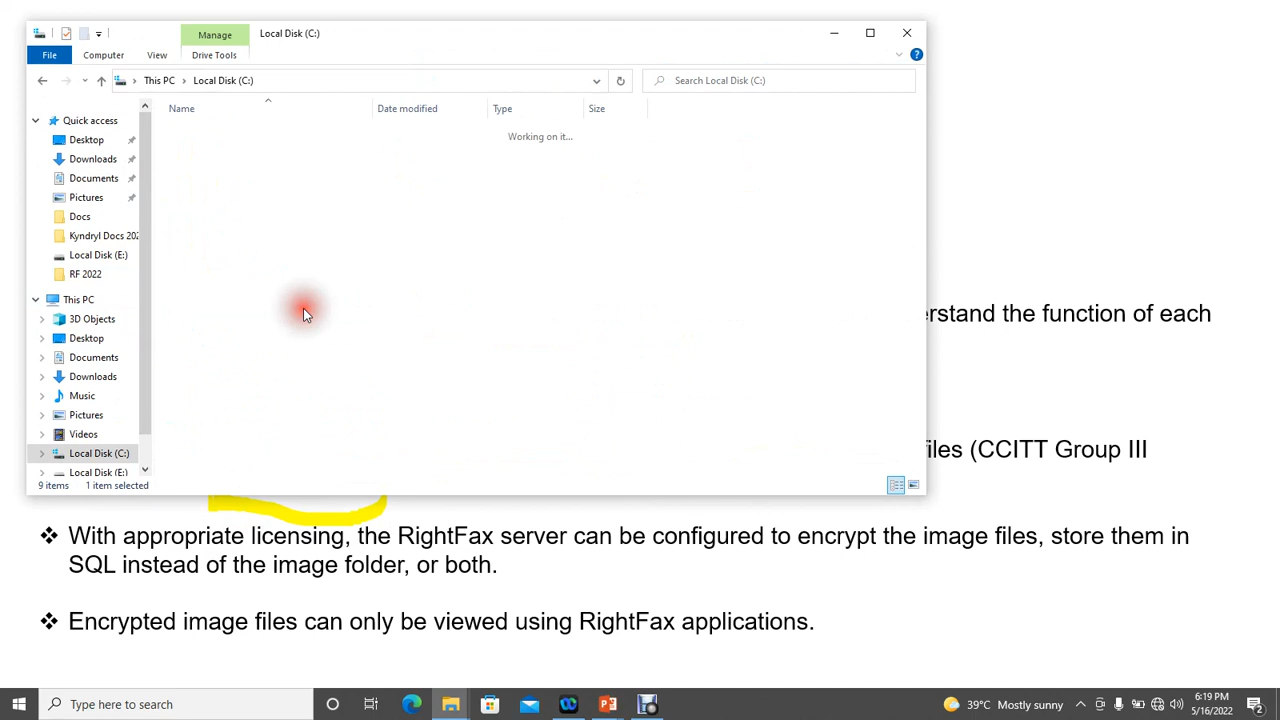 Manage
Local Disk (C:)
File
Computer
View
Drive Tools
This PC
Local Disk (C:)
Search Local Disk (C:)
Name
Date modified
Type
Size
Working on it...
Quick access
Desktop
Downloads
Documents
Pictures
Docs
Kyndryl Docs 202
Local Disk (E:)
RF 2022
This PC
3D Objects
Desktop
Documents
Downloads
Music
Pictures
Videos
Local Disk (C:)
Local Disk (E:)
9 items
1 item selected
erstand the function of each
files (CCITT Group III
❖ With appropriate licensing, the RightFax server can be configured to encrypt the image files, store them in
SQL instead of the image folder, or both.
❖ Encrypted image files can only be viewed using RightFax applications.
Type here to search
39°C Mostly sunny
6:19 PM
5/16/2022
2